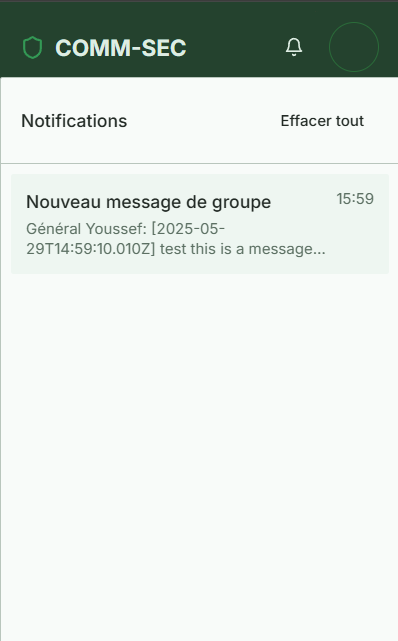 COMM-SEC
Notifications
Effacer tout
Nouveau message de groupe
15:59
Général Youssef: [2025-05-
29T14:59:10.010Z] test this is a message...